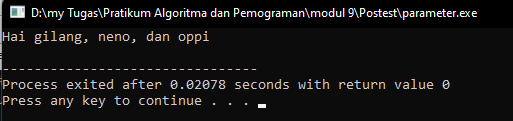 D:\my Tugas\Pratikum Algoritma dan Pemograman\modul 9\Postest\parameter.exe
Hai gilang, neno, dan oppi
--------------------------------
Process exited after 0.02078 seconds with return value 0
Press any key to continue . . .